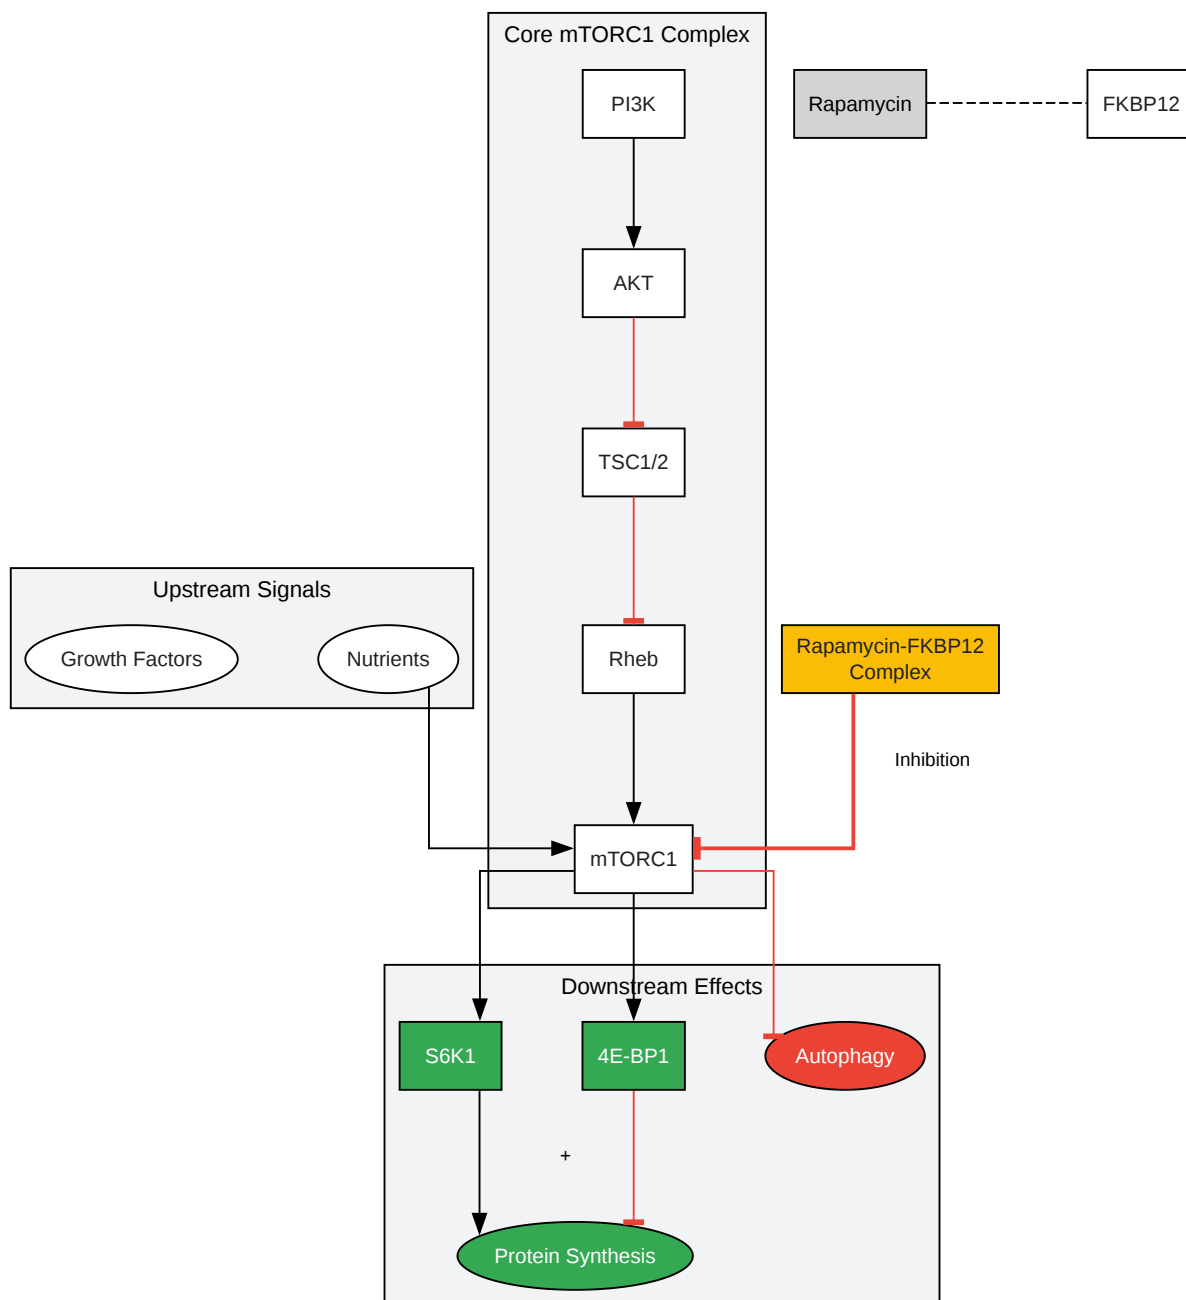 Core mTORC1 Complex
PI3K
Rapamycin
FKBP12
AKT
TSC1/2
Upstream Signals
Growth Factors
Nutrients
Rheb
Rapamycin-FKBP12
Complex
Inhibition
mTORC1
Downstream Effects
S6K1
4E-BP1
Autophagy
+
Protein Synthesis